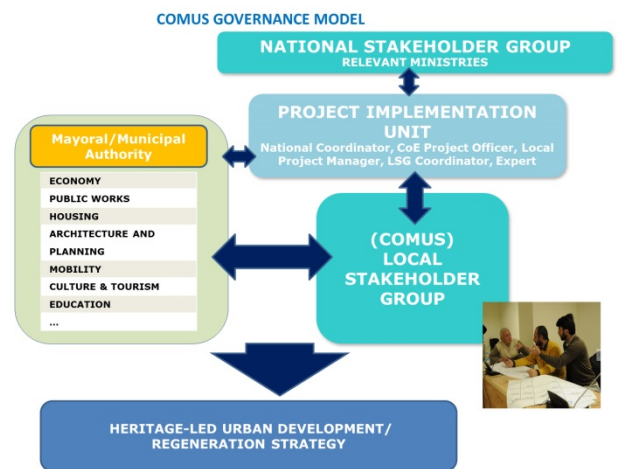 COMUS GOVERNANCE MODEL
NATIONAL STAKEHOLDER GROUP
RELEVANT MINISTRIES
PROJECT IMPLEMENTATION
UNIT
National Coordinator, CoE Project Officer, Local
Project Manager, LSG Coordinator, Expert
Mayoral/Municipal
Authority
ECONOMY
PUBLIC WORKS
HOUSING
ARCHITECTURE AND
PLANNING
MOBILITY
CULTURE & TOURISM
EDUCATION
...
(COMUS)
LOCAL
STAKEHOLDER
GROUP
HERITAGE-LED URBAN DEVELOPMENT/
REGENERATION STRATEGY